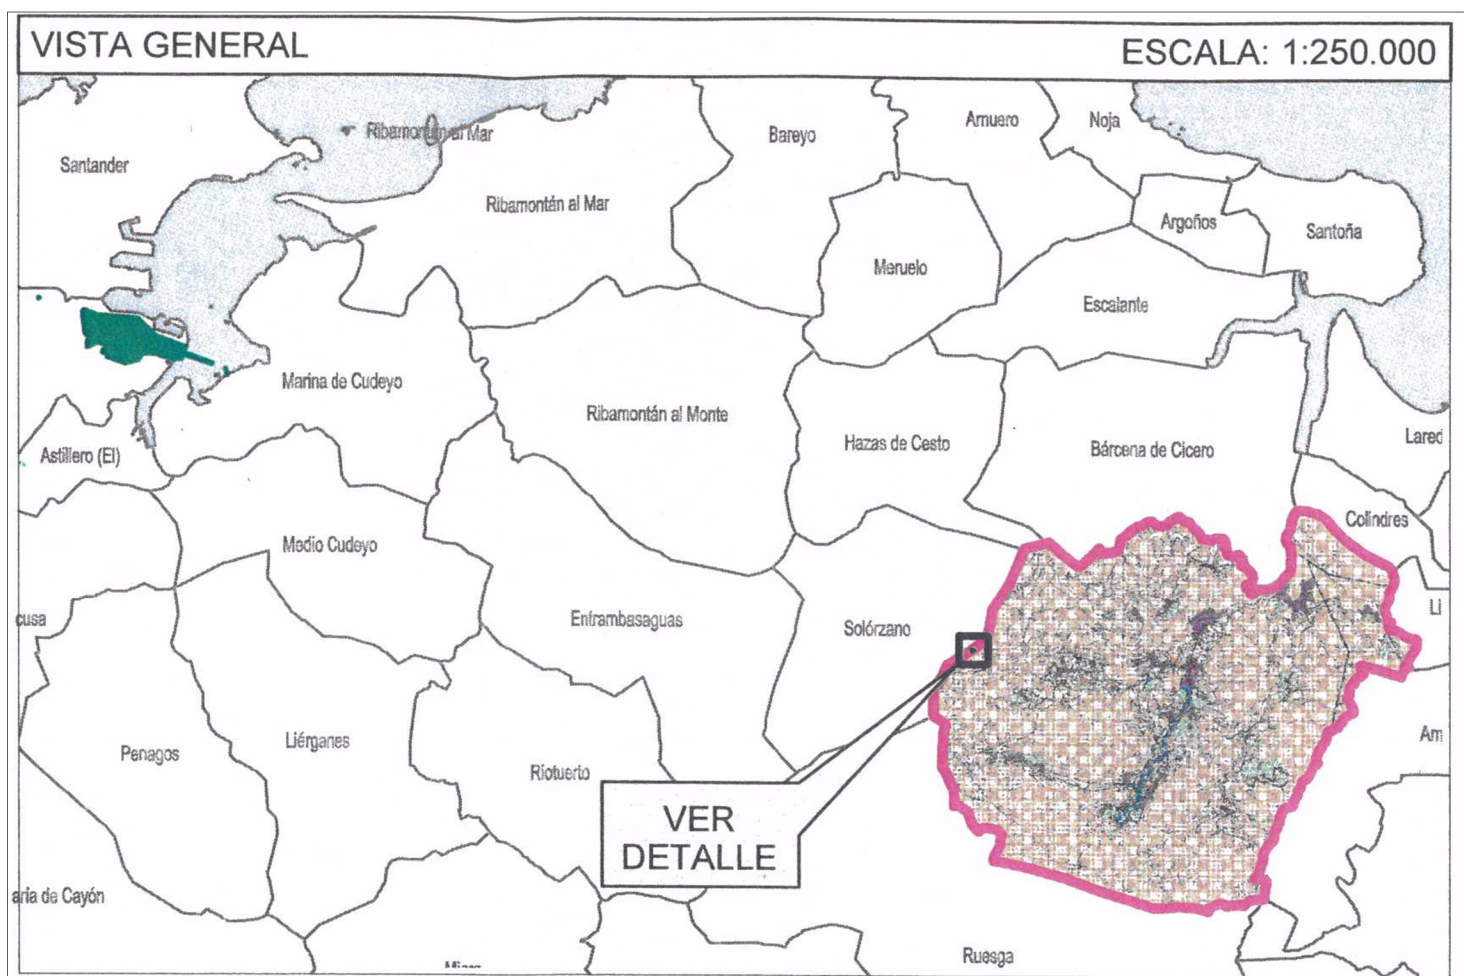 VISTA GENERAL
ESCALA: 1:250.000
Santander
Ribamontán al Mar
Bareyo
Arnuero
Noja
Ribamontán al Mar
Argoños
Santoña
Meruelo
Escalante
Marina de Cudeyo
Ribamontán al Monte
Hazas de Cesto
Bárcena de Cicero
Lared
Astillero (El)
Colindres
Medio Cudeyo
cusa
Entrambasaguas
Solórzano
Li
Penagos
Liérganes
Riotuerto
Am
VER
DETALLE
aria de Cayón
Ruesga